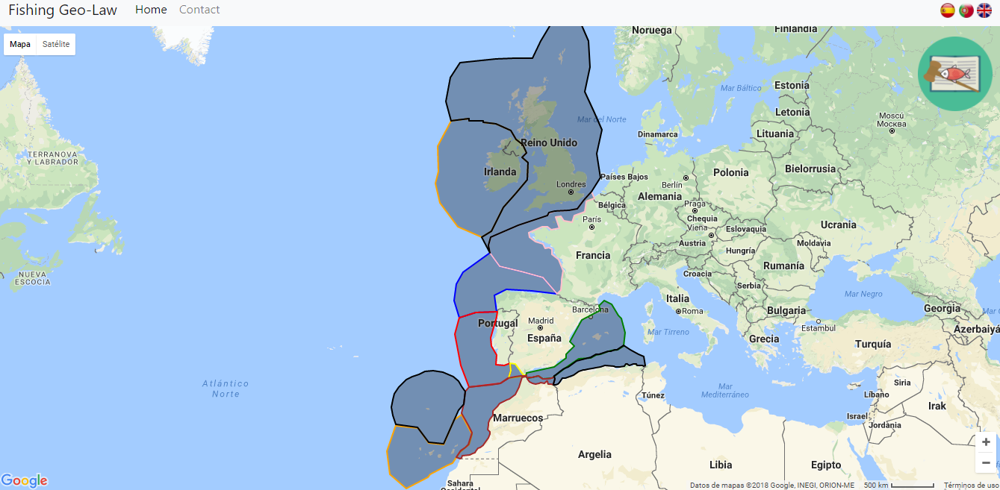 Fishing Geo-Law Home Contact
Mapa Satélite
Noruega
Finlandia
Mar Báltico
Estonia
Letonia
Moscú
Москва
Mar del Norte
Dinamarca
Lituania
Reino Unido
TERRANOVA
Y LABRADOR
Irlanda
Países Bajos
Berlín
Polonia
Bielorrusia
Londres
Alemania
Bélgica
Praga
París
Chequia
Viena
Eslovaquia
Ucrania
Austria
Hungría
Moldavia
Francia
Rumanía
NUEVA
ESCOCIA
Croacia
Serbia
Mar Negro
Italia
Roma
Bulgaria
Georgia
Barcelona
Portugal
Madrid
España
Mar Tirreno
Estambul
Azerbaiyá
Grecia
Turquía
Atlántico
Norte
Mar
Mediterráneo
Túnez
Siria
Líbano
Irak
Israel
Jordania
Marruecos
Argelia
Libia
Egipto
Sahara
Occidental
Google
Datos de mapas ©2018 Google, INEGI, ORION-ME 500 km Términos de uso